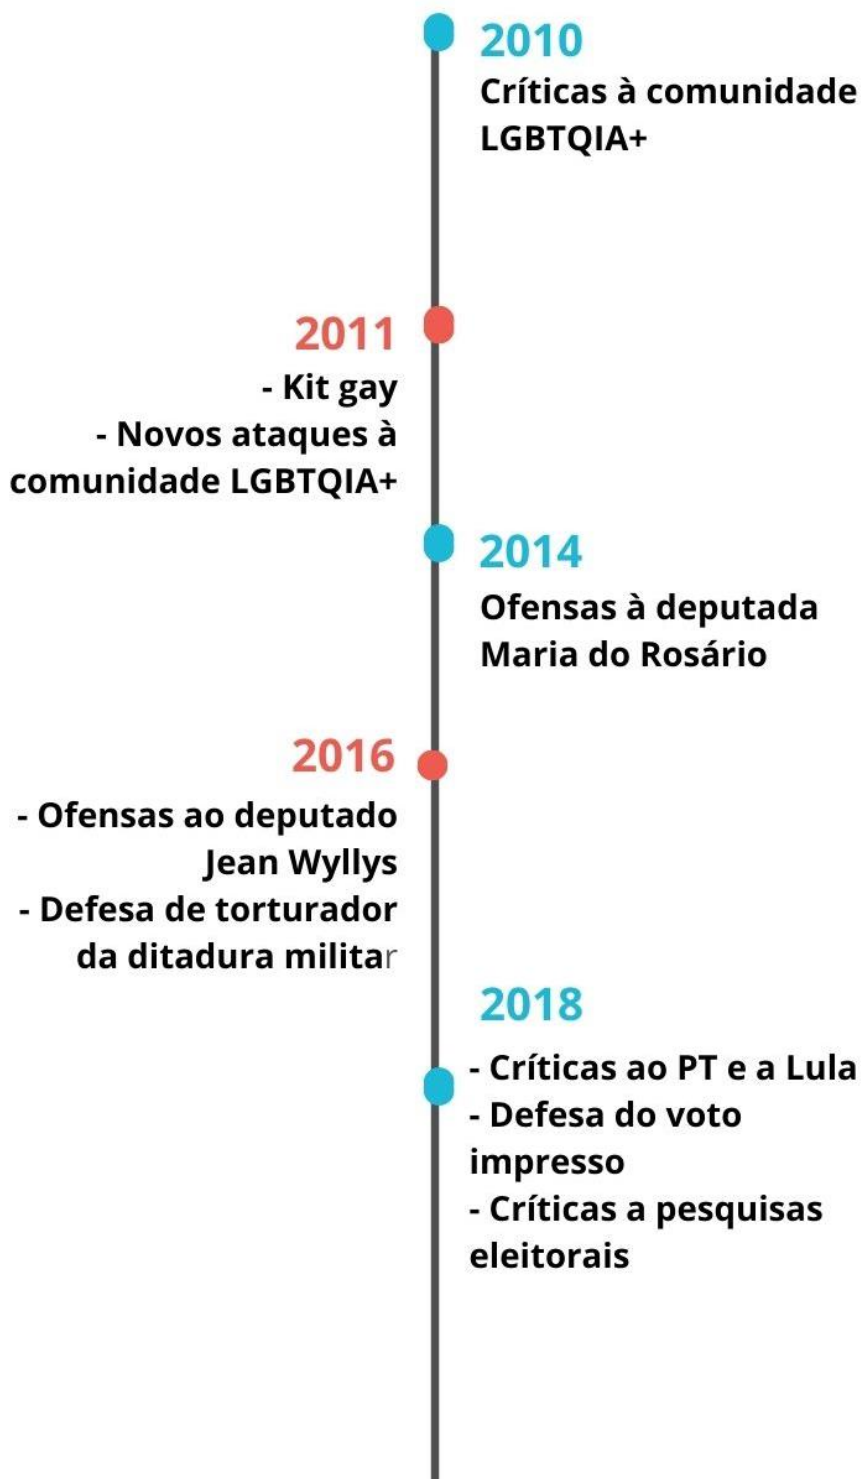 2010
Críticas à comunidade
LGBTQIA+
2011
- Kit gay
- Novos ataques à
comunidade LGBTQIA+
2014
Ofensas à deputada
Maria do Rosário
2016
- Ofensas ao deputado
Jean Wyllys
- Defesa de torturador
da ditadura militar
2018
- Críticas ao PT e a Lula
- Defesa do voto
impresso
- Críticas a pesquisas
eleitorais